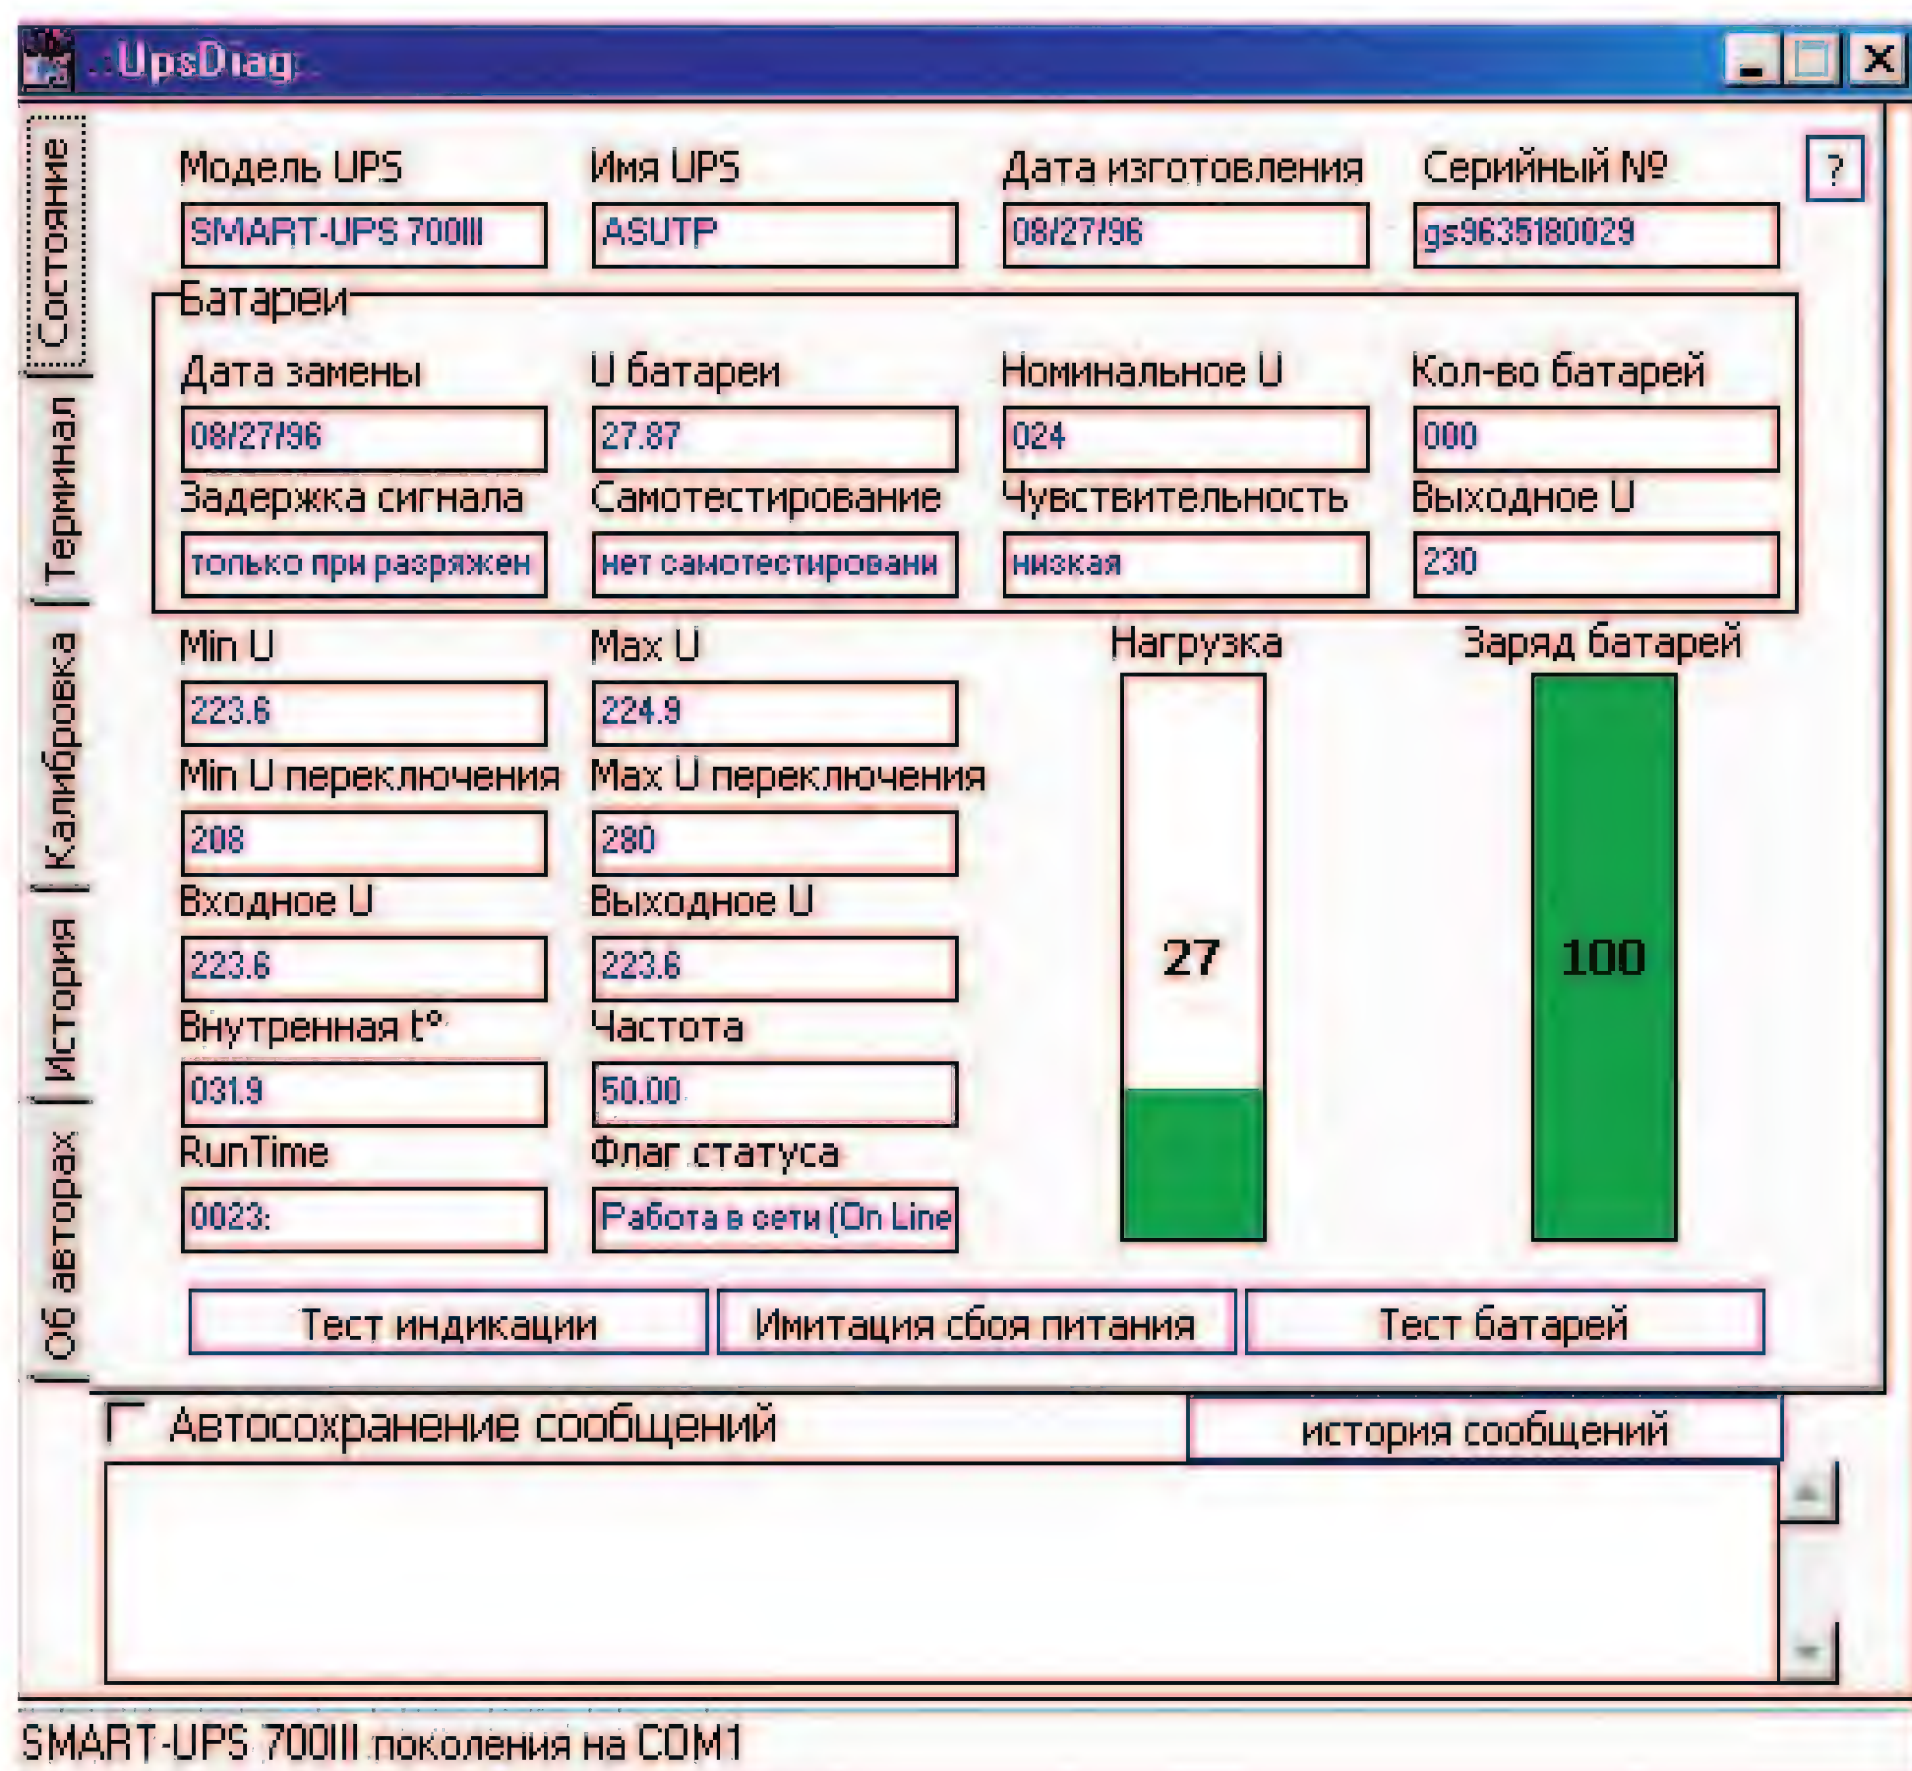 .::UpsDiag::.
Состояние
Терминал
Калибровка
История
Об авторах
Модель UPS Имя UPS Дата изготовления Серийный № ?
SMART-UPS 700III ASUTP 08/27/96 gs9635180029
Батареи
Дата замены U батареи Номинальное U Кол-во батарей
08/27/96 27.87 024 000
Задержка сигнала Самотестирование Чувствительность Выходное U
только при разряжен нет самотестировани низкая 230
Min U Max U Нагрузка Заряд батарей
223.6 224.9
Min U переключения Max U переключения
208 280
Входное U Выходное U
223.6 223.6 27 100
Внутренная t° Частота
031.9 50.00
RunTime Флаг статуса
0023: Работа в сети (On Line
Тест индикации Имитация сбоя питания Тест батарей
Автосохранение сообщений история сообщений
SMART-UPS 700III поколения на COM1